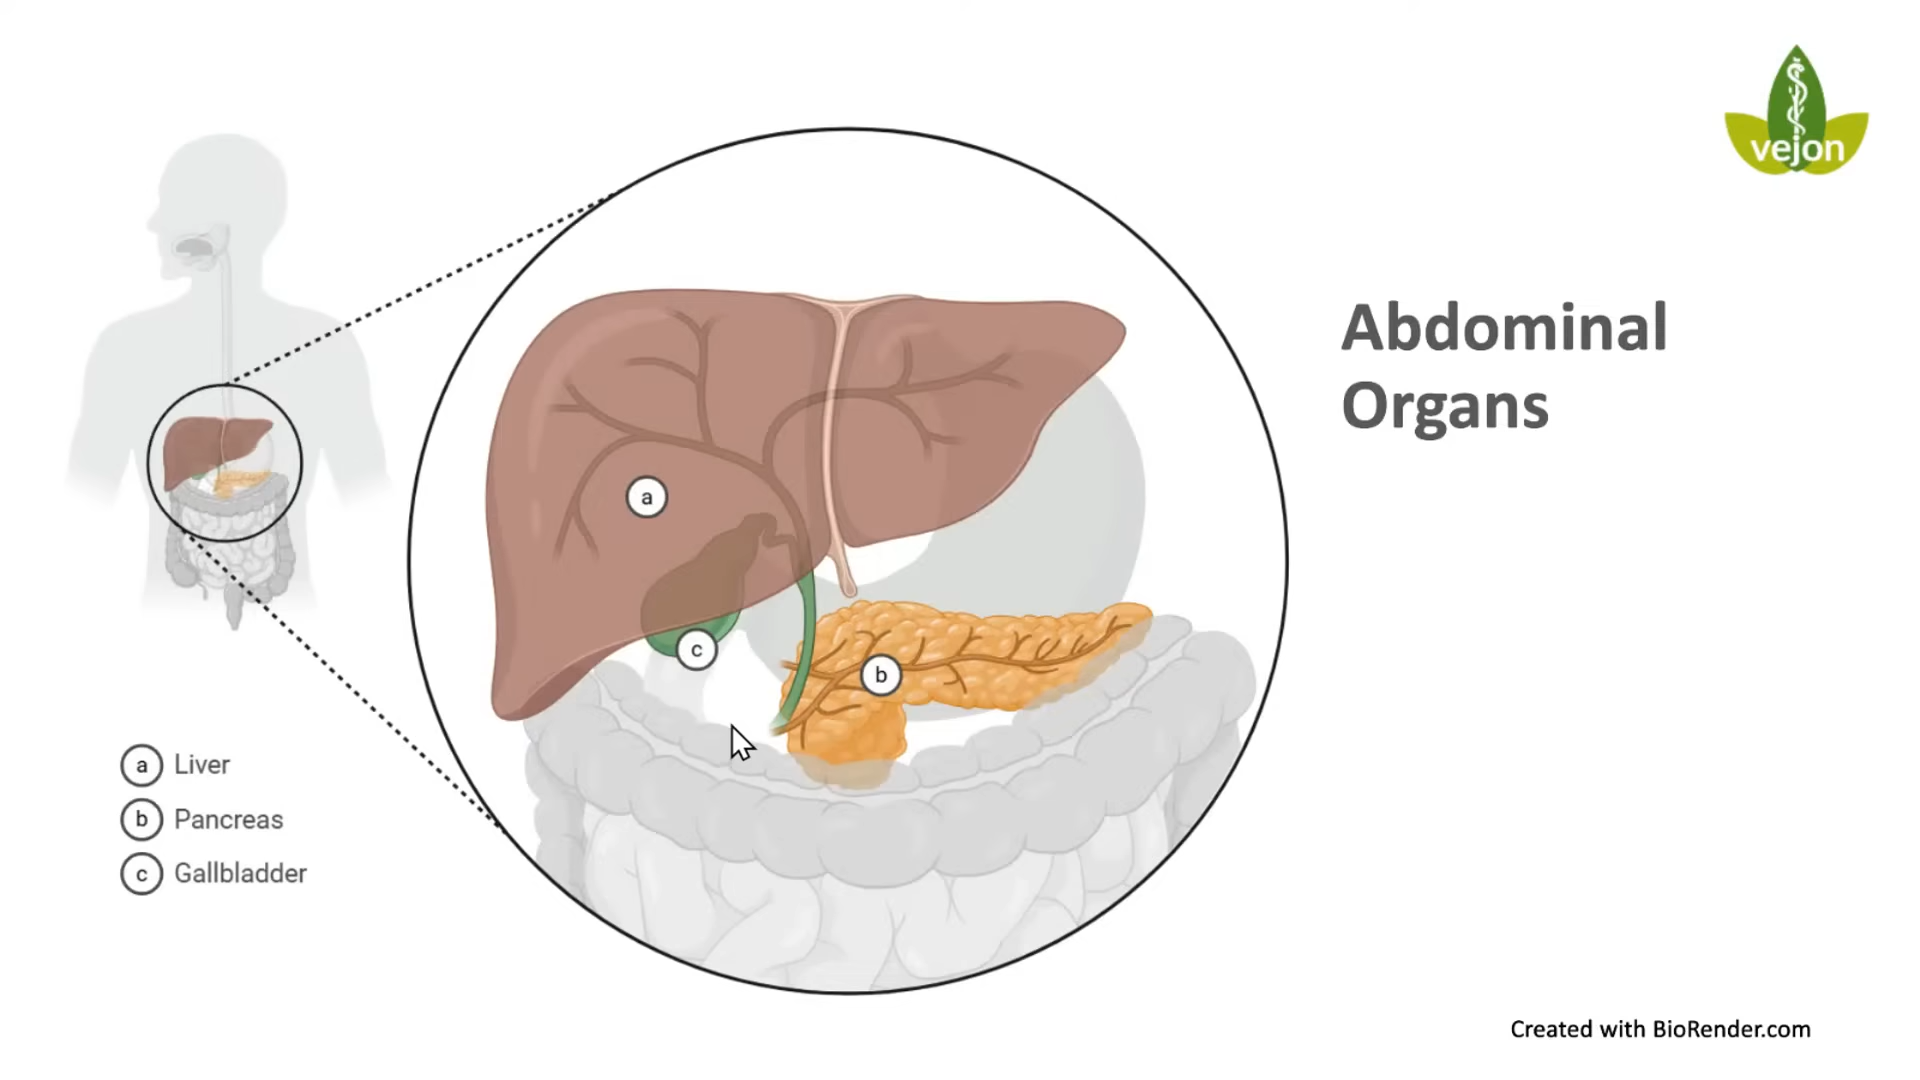 vejon
Abdominal
Organs
a
c
b
a Liver
b Pancreas
c Gallbladder
Created with BioRender.com